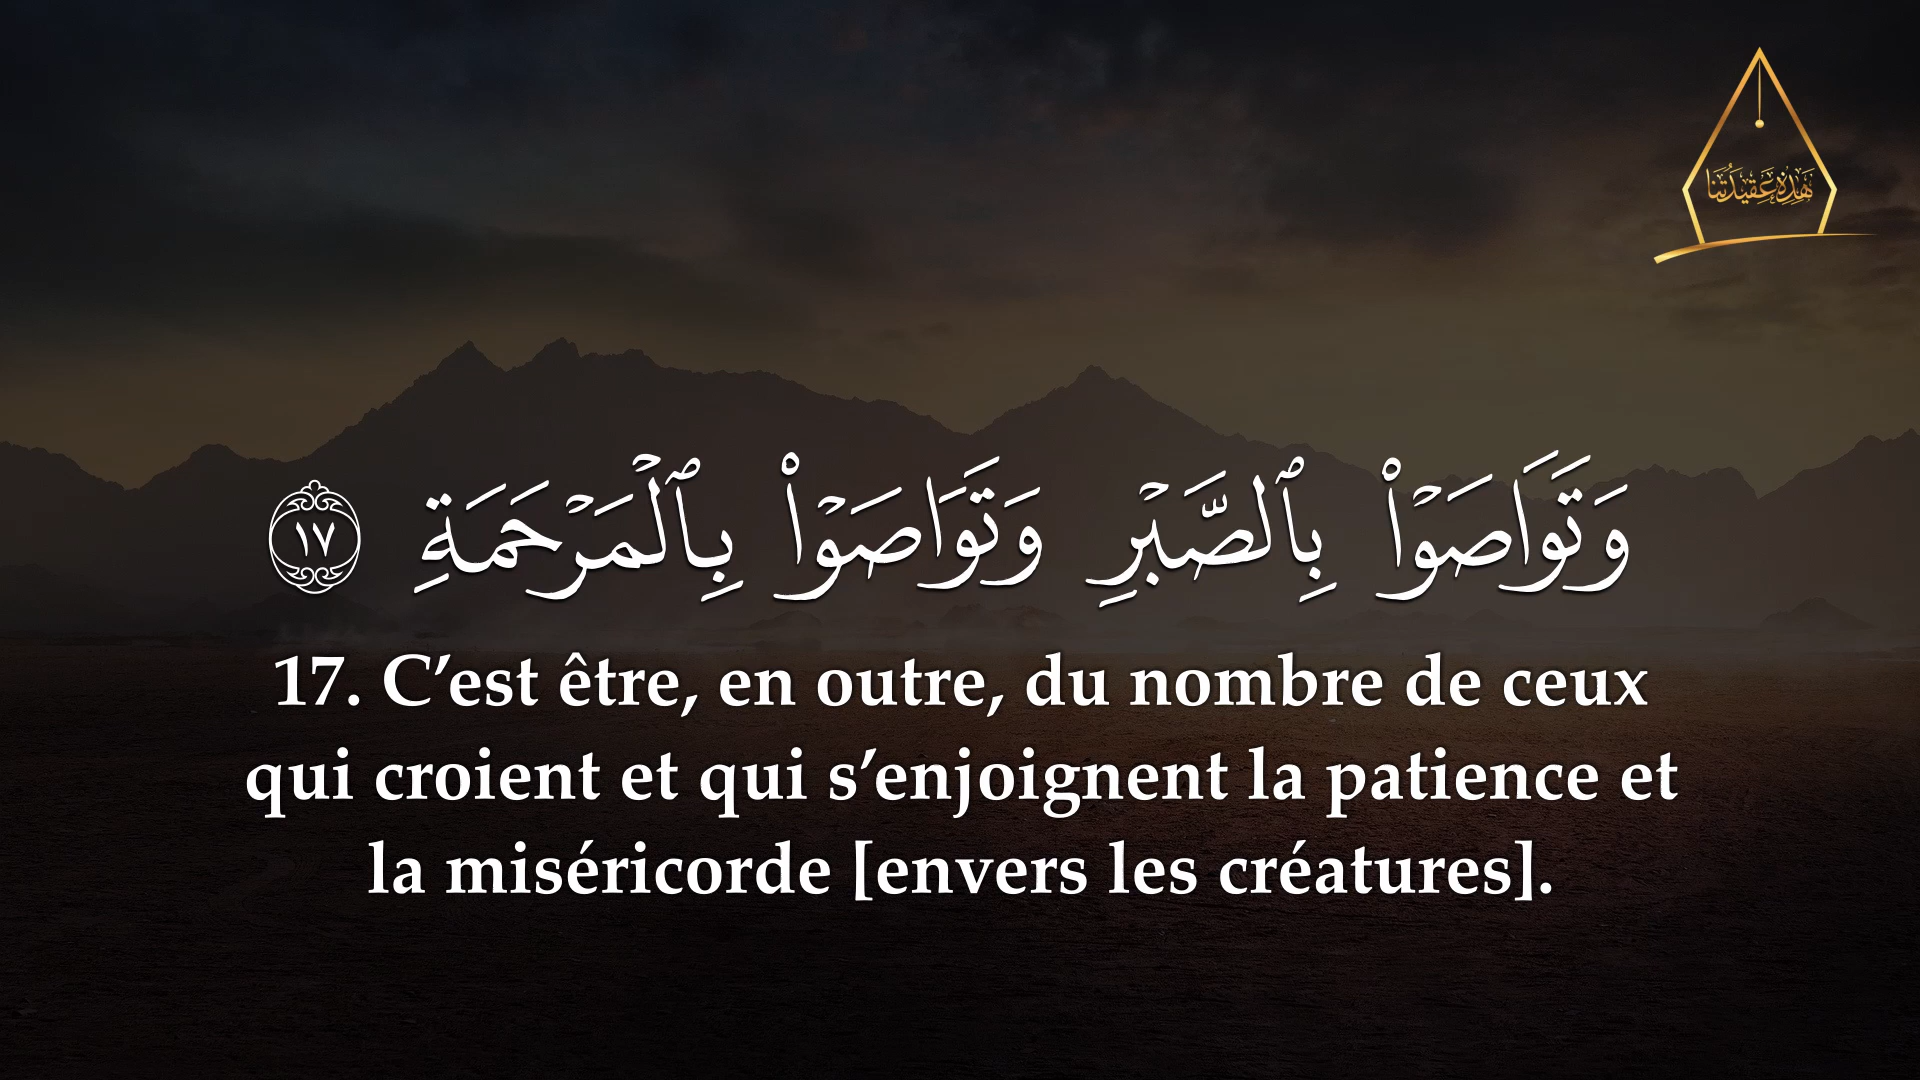 هَذِهِ عَقِيدَتُنَا
وَتَوَاصَوۡاْ بِٱلصَّبۡرِ وَتَوَاصَوۡاْ بِٱلۡمَرۡحَمَةِ ١٧
17. C’est être, en outre, du nombre de ceux
qui croient et qui s’enjoignent la patience et
la miséricorde [envers les créatures].